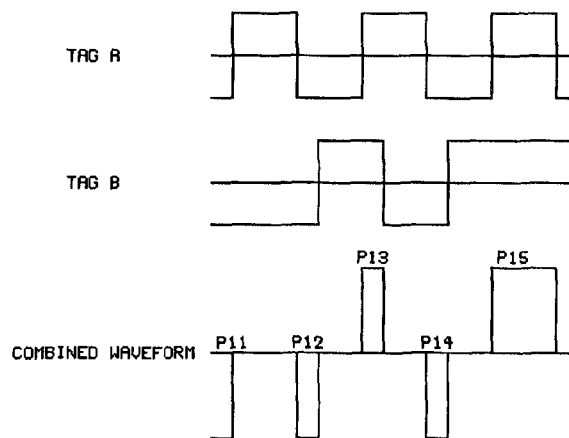 TAG A
TAG B
P13 P15
P11 P12 P14
COMBINED WAVEFORM